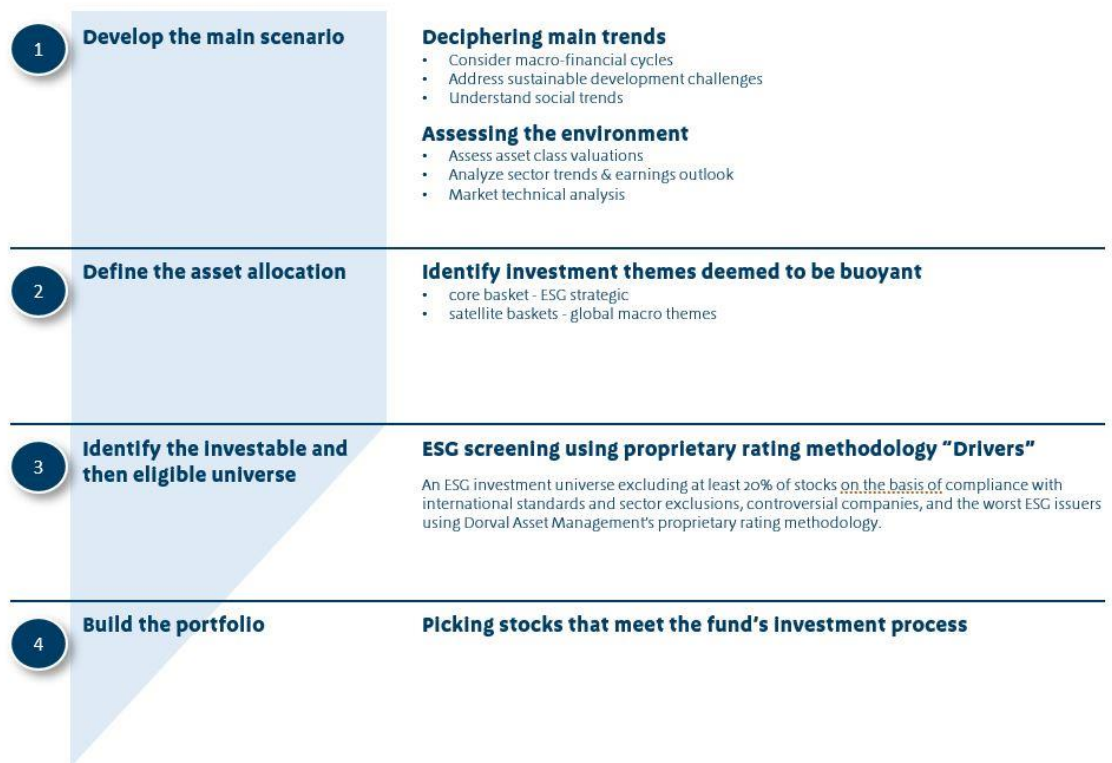 1
Develop the main scenario
Deciphering main trends
• Consider macro-financial cycles
• Address sustainable development challenges
• Understand social trends
Assessing the environment
• Assess asset class valuations
• Analyze sector trends & earnings outlook
• Market technical analysis
2
Define the asset allocation
Identify investment themes deemed to be buoyant
• core basket - ESG strategic
• satellite baskets - global macro themes
3
Identify the investable and
then eligible universe
ESG screening using proprietary rating methodology “Drivers”
An ESG investment universe excluding at least 20% of stocks on the basis of compliance with
international standards and sector exclusions, controversial companies, and the worst ESG issuers
using Dorval Asset Management's proprietary rating methodology.
4
Build the portfolio
Picking stocks that meet the fund's investment process